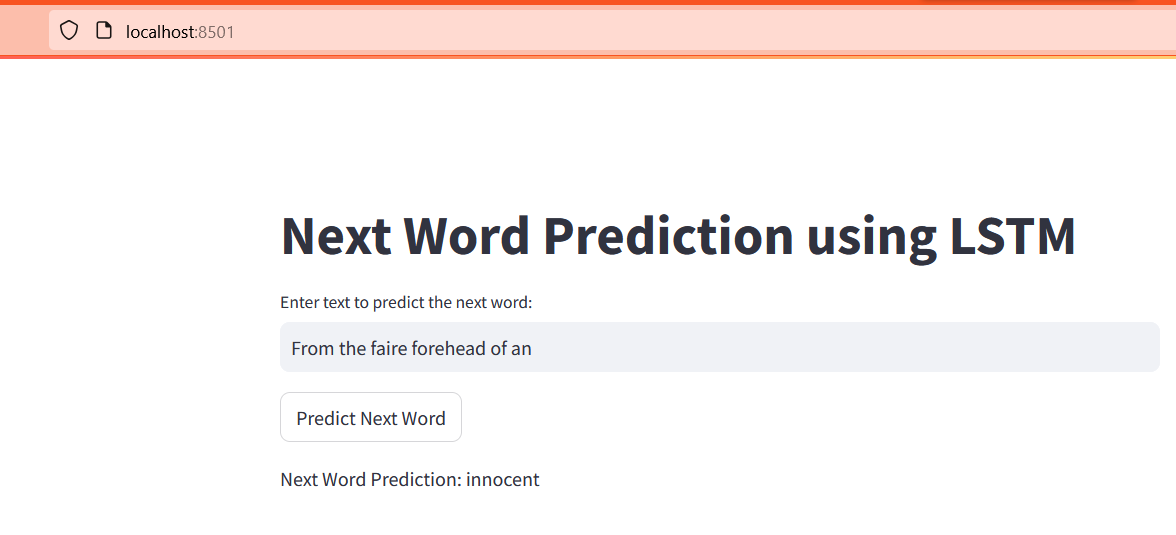 localhost:8501
Next Word Prediction using LSTM
Enter text to predict the next word:
From the faire forehead of an
Predict Next Word
Next Word Prediction: innocent